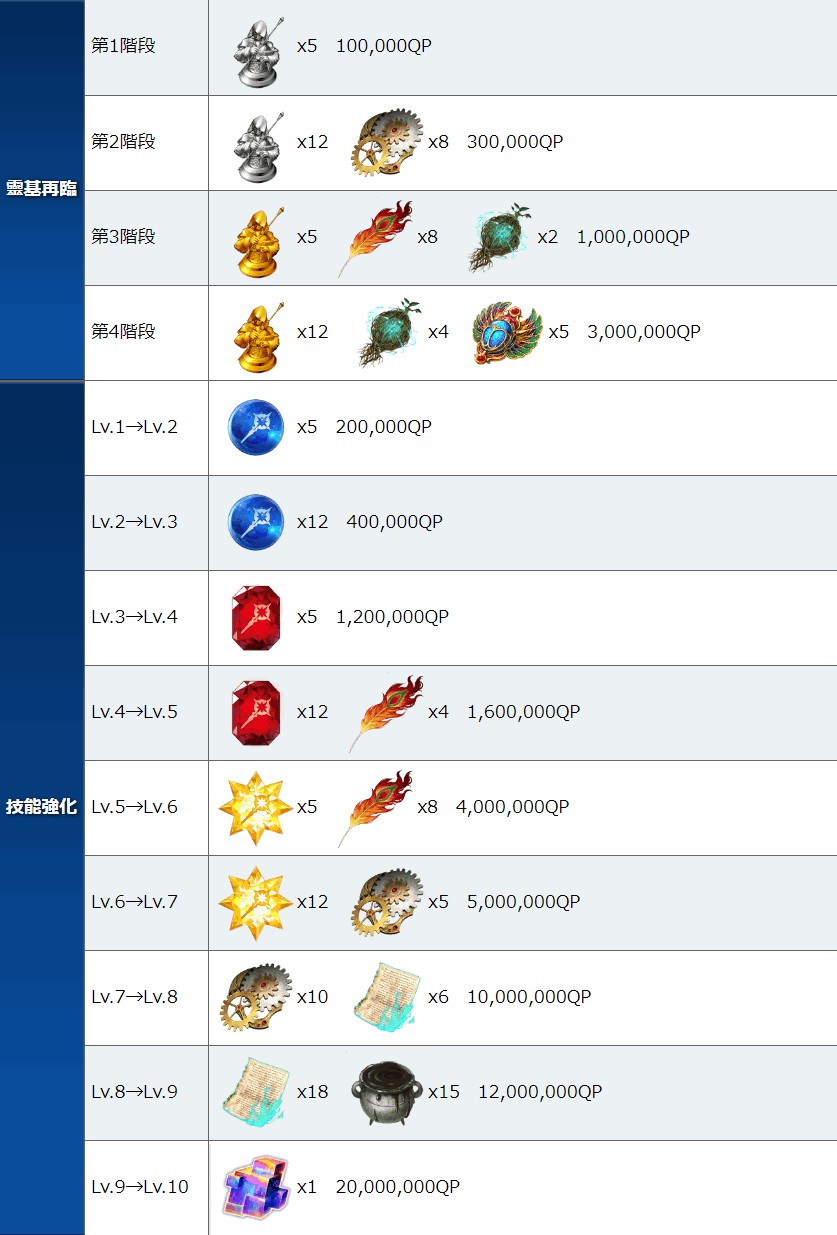 靈基再臨
第1階段 x5 100,000QP
第2階段 x12 x8 300,000QP
第3階段 x5 x8 x2 1,000,000QP
第4階段 x12 x4 x5 3,000,000QP
技能強化
Lv.1→Lv.2 x5 200,000QP
Lv.2→Lv.3 x12 400,000QP
Lv.3→Lv.4 x5 1,200,000QP
Lv.4→Lv.5 x12 x4 1,600,000QP
Lv.5→Lv.6 x5 x8 4,000,000QP
Lv.6→Lv.7 x12 x5 5,000,000QP
Lv.7→Lv.8 x10 x6 10,000,000QP
Lv.8→Lv.9 x18 x15 12,000,000QP
Lv.9→Lv.10 x1 20,000,000QP